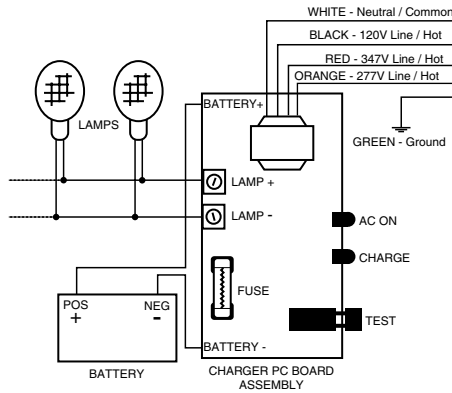 WHITE - Neutral / Common
BLACK - 120V Line / Hot
RED - 347V Line / Hot
ORANGE - 277V Line / Hot
BATTERY+
LAMPS
GREEN - Ground
LAMP +
LAMP -
AC ON
CHARGE
FUSE
POS
NEG
+
-
TEST
BATTERY -
BATTERY
CHARGER PC BOARD
ASSEMBLY